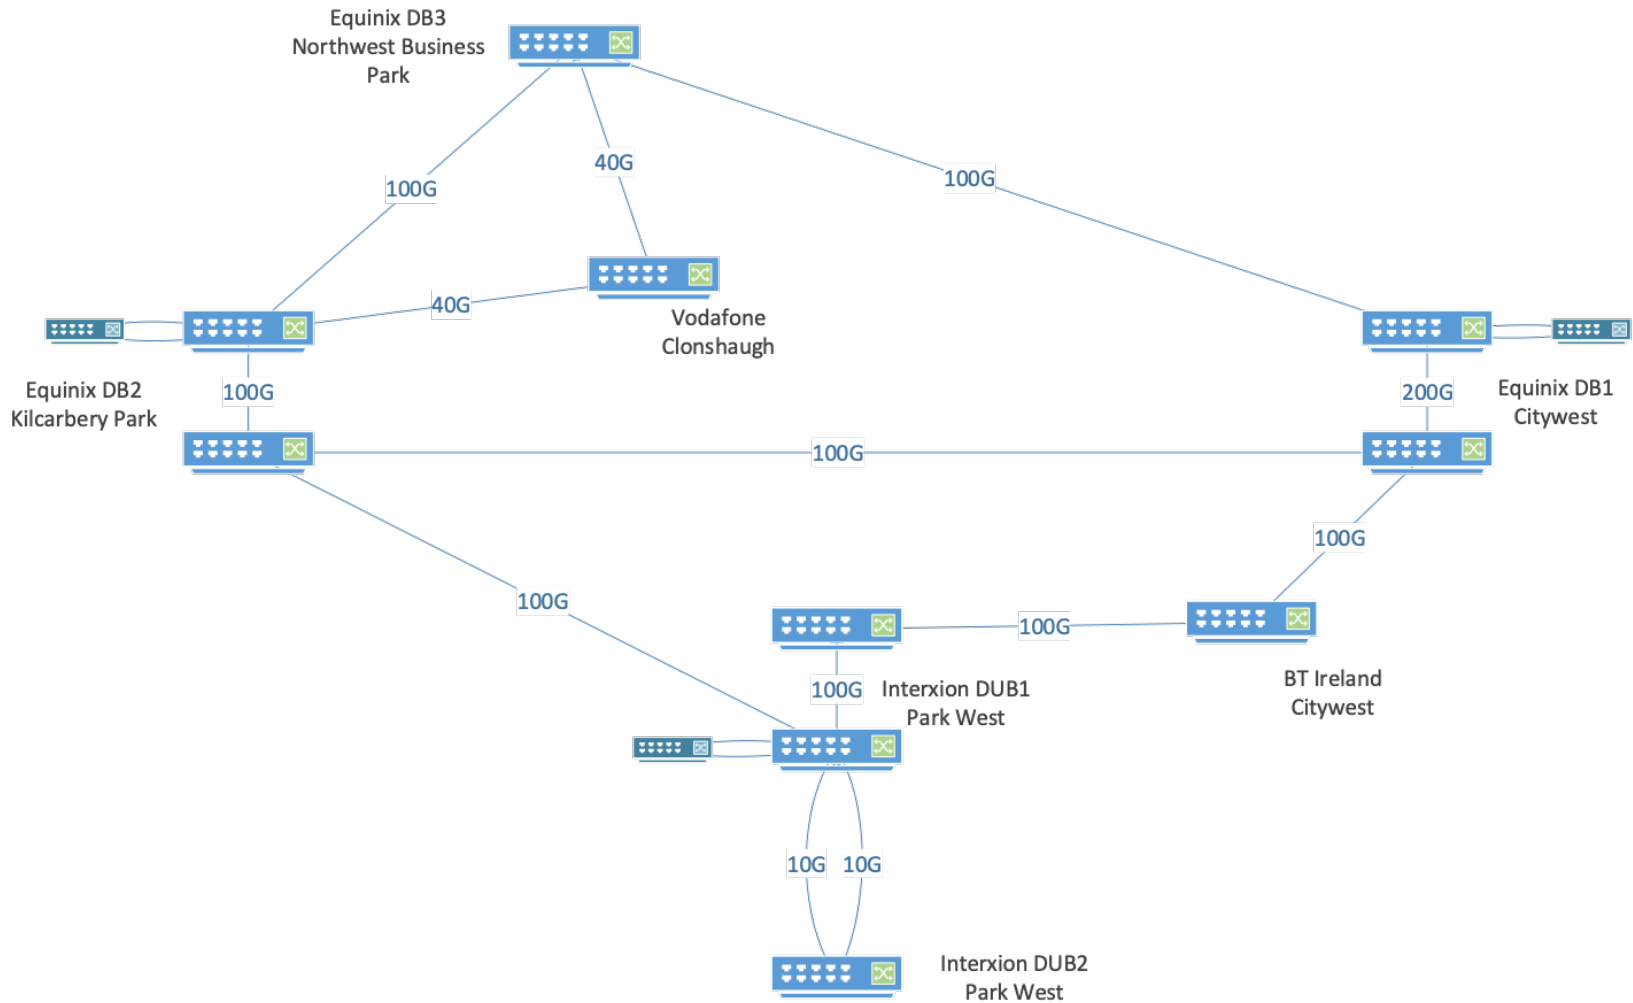 Equinix DB3
Northwest Business
Park
40G
100G
100G
Vodafone
Clonshaugh
40G
Equinix DB2
Kilcarbery Park
100G
200G
Equinix DB1
Citywest
100G
100G
100G
100G
100G
Interxion DUB1
Park West
BT Ireland
Citywest
10G
10G
Interxion DUB2
Park West